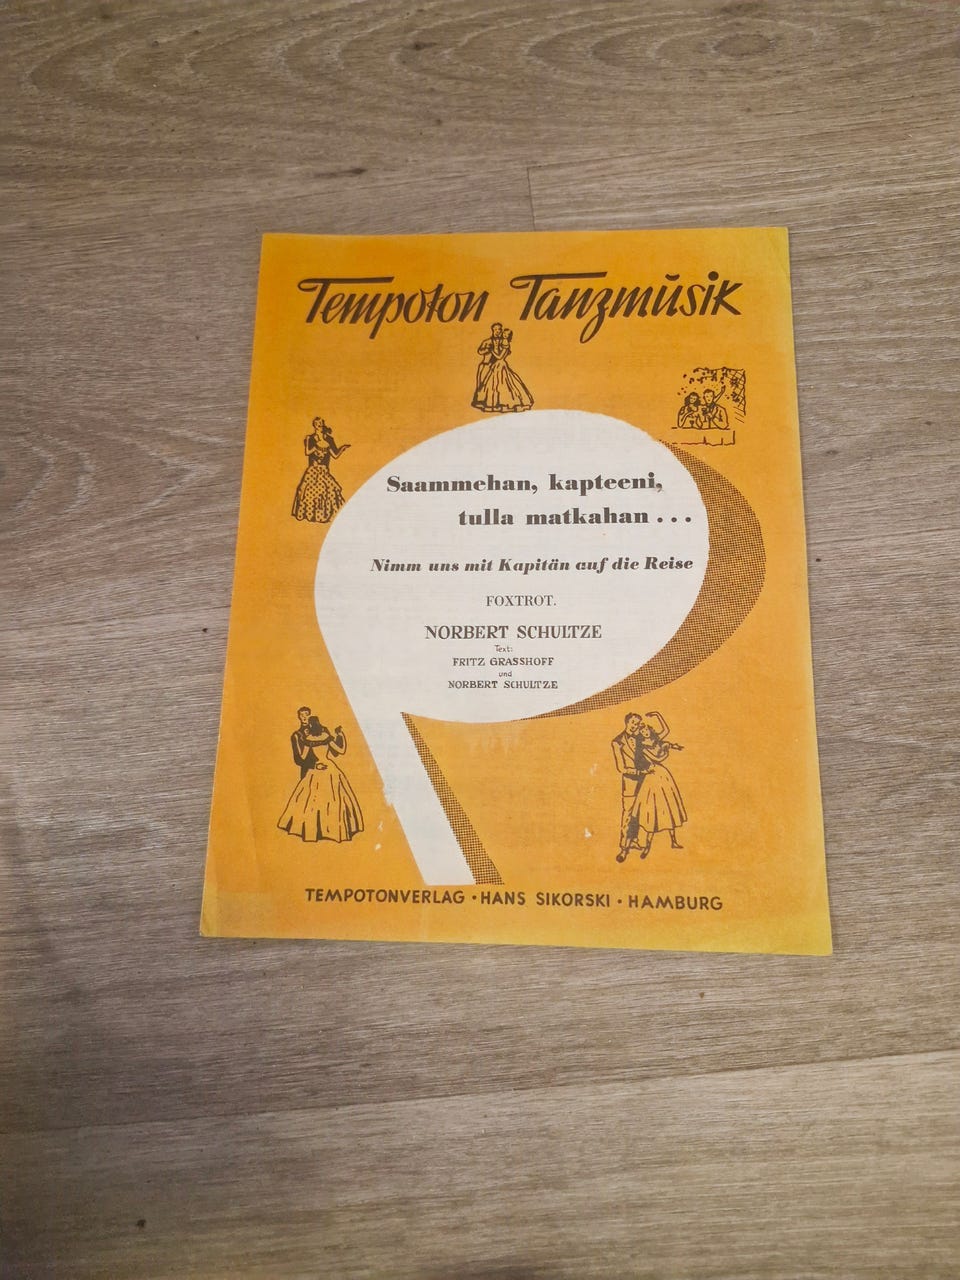 Tempoton Tanzmusik
Saammehan, kapteeni,
tulla matkahan . . .
Nimm uns mit Kapitän auf die Reise
FOXTROT.
NORBERT SCHULTZE
Text:
FRITZ GRASSHOFF
und
NORBERT SCHULTZE
TEMPOTONVERLAG · HANS SIKORSKI · HAMBURG